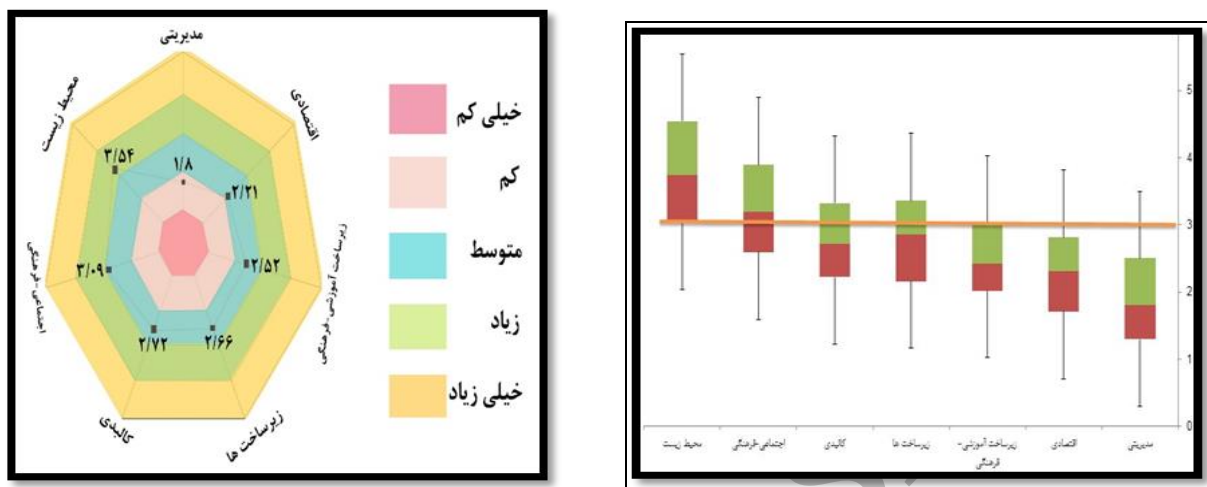 مدیریتی
اقتصادی
زیرساخت آموزشی-فرهنگی
زیرساخت ها
کالبدی
اجتماعی-فرهنگی
محیط زیست
۱/۸
۲/۲۱
۲/۵۲
۲/۶۶
۲/۷۲
۳/۰۹
۳/۵۴
خیلی کم
کم
متوسط
زیاد
خیلی زیاد
5
4
3
2
1
0
مدیریتی
اقتصادی
زیرساخت آموزشی-
فرهنگی
زیرساخت ها
کالبدی
اجتماعی-فرهنگی
محیط زیست